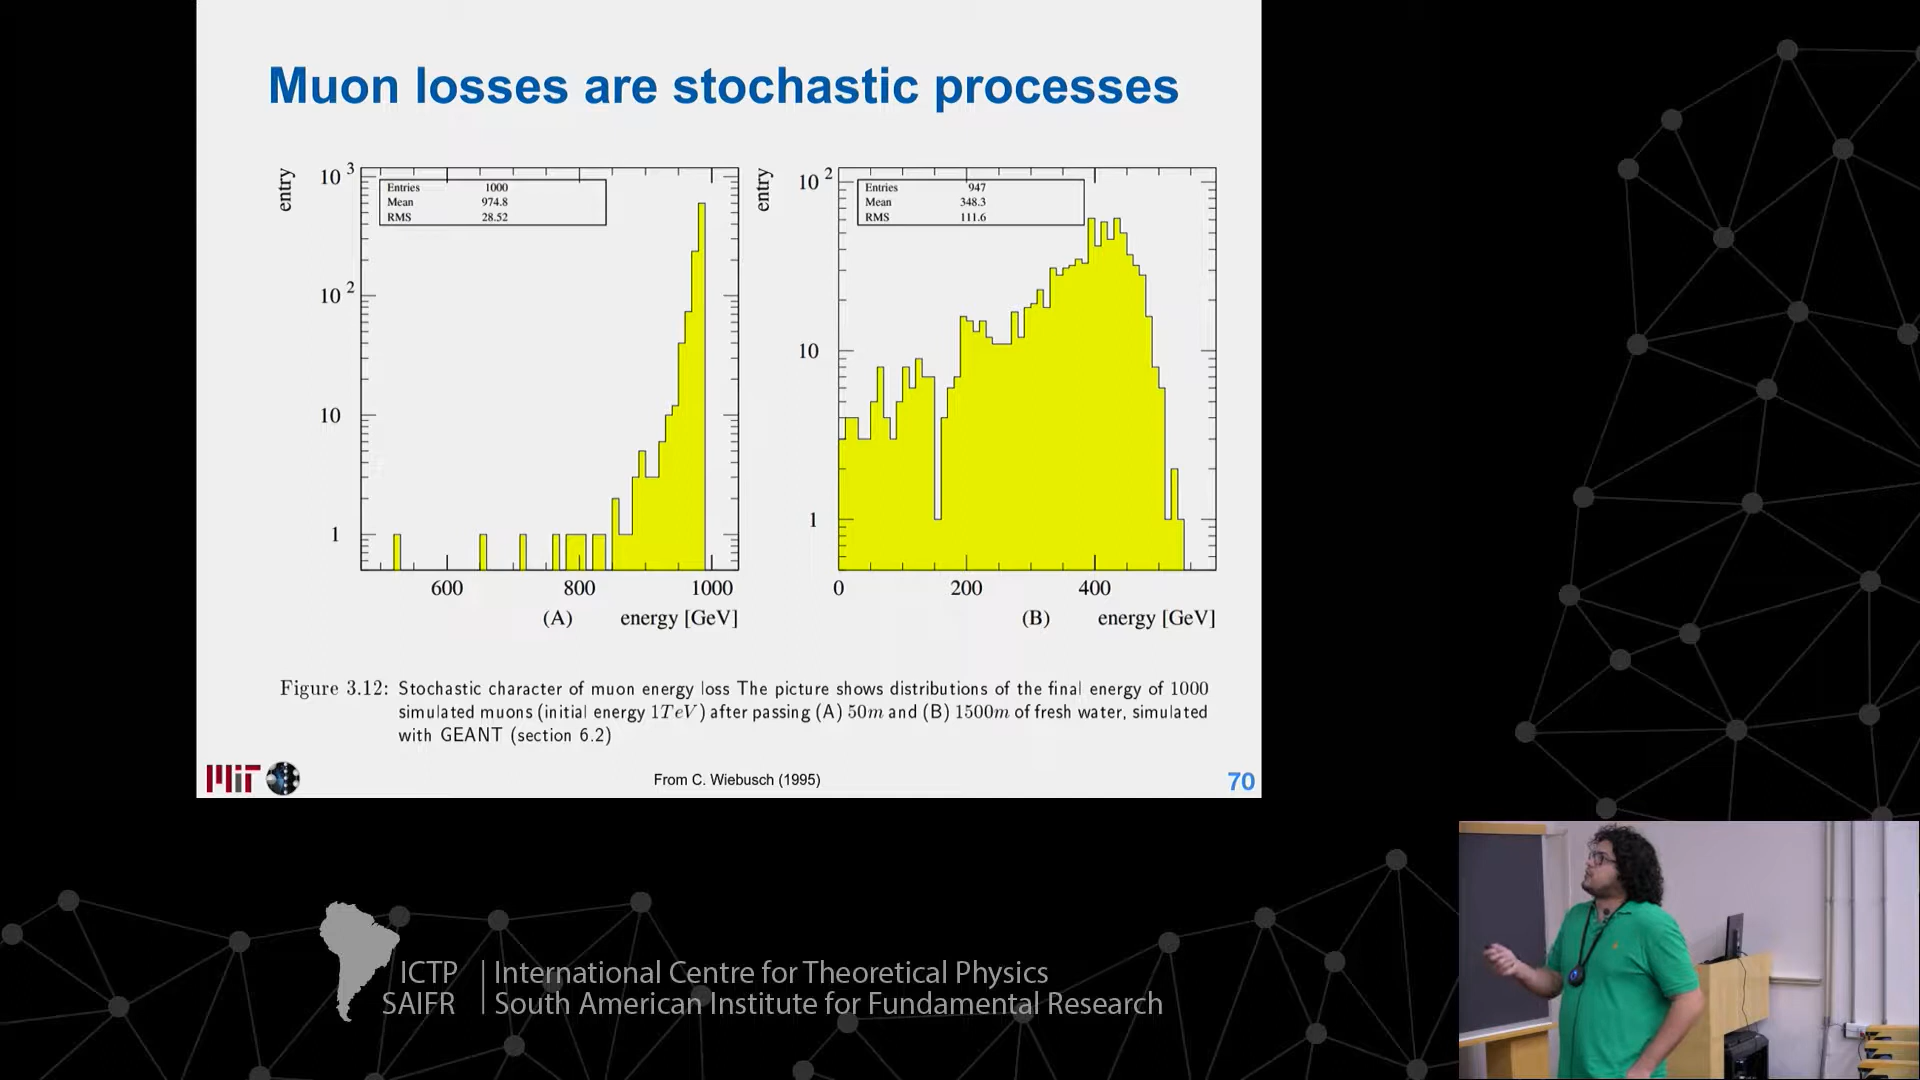 Muon losses are stochastic processes
entry
10 3
10 2
10
1
Entries 1000
Mean 974.8
RMS 28.52
600 800 1000
(A) energy [GeV]
entry
10 2
10
1
Entries 947
Mean 348.3
RMS 111.6
0 200 400
(B) energy [GeV]
Figure 3.12: Stochastic character of muon energy loss The picture shows distributions of the final energy of 1000
simulated muons (initial energy 1TeV) after passing (A) 50m and (B) 1500m of fresh water, simulated
with GEANT (section 6.2)
MIT
From C. Wiebusch (1995)
70
ICTP | International Centre for Theoretical Physics
SAIFR | South American Institute for Fundamental Research